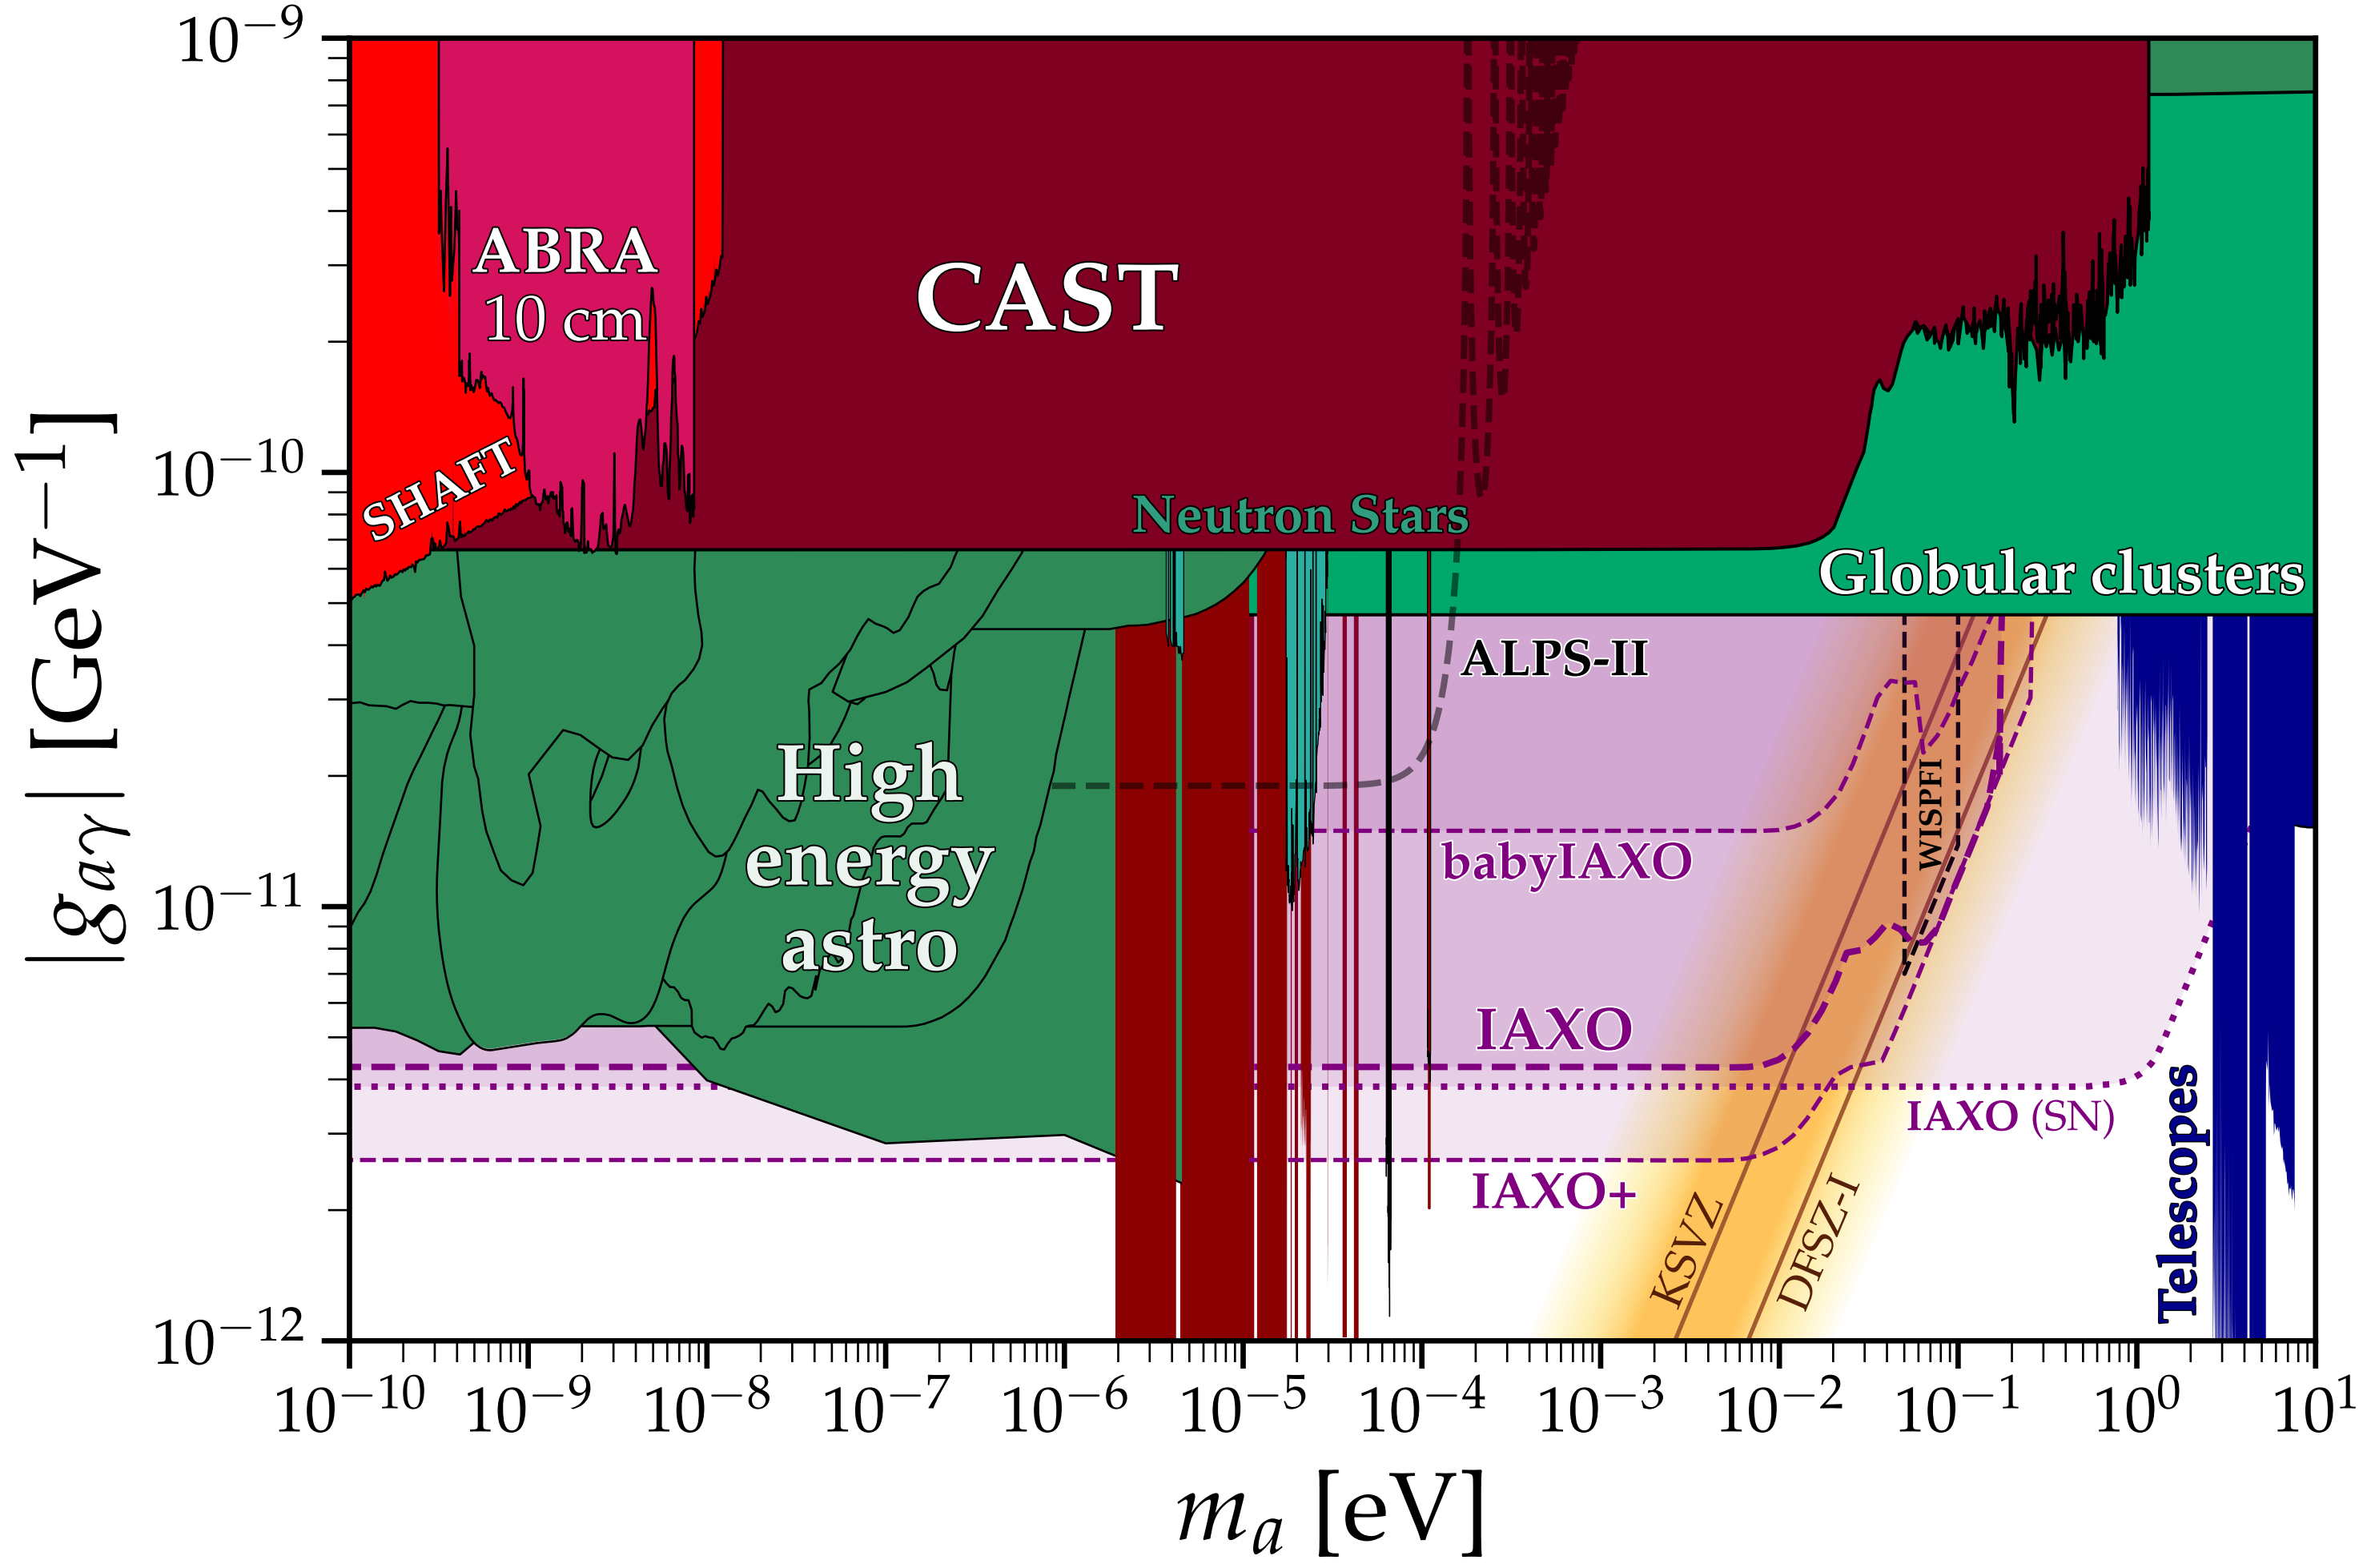 10⁻⁹
10⁻¹⁰
10⁻¹¹
10⁻¹²
|g_{aγ}| [GeV⁻¹]
ABRA
10 cm
SHAFT
CAST
Neutron Stars
Globular clusters
ALPS-II
High
energy
astro
babyIAXO
WISPFI
IAXO
IAXO (SN)
IAXO+
KSVZ
DFSZ-I
Telescopes
10⁻¹⁰ 10⁻⁹ 10⁻⁸ 10⁻⁷ 10⁻⁶ 10⁻⁵ 10⁻⁴ 10⁻³ 10⁻² 10⁻¹ 10⁰ 10¹
m_a [eV]